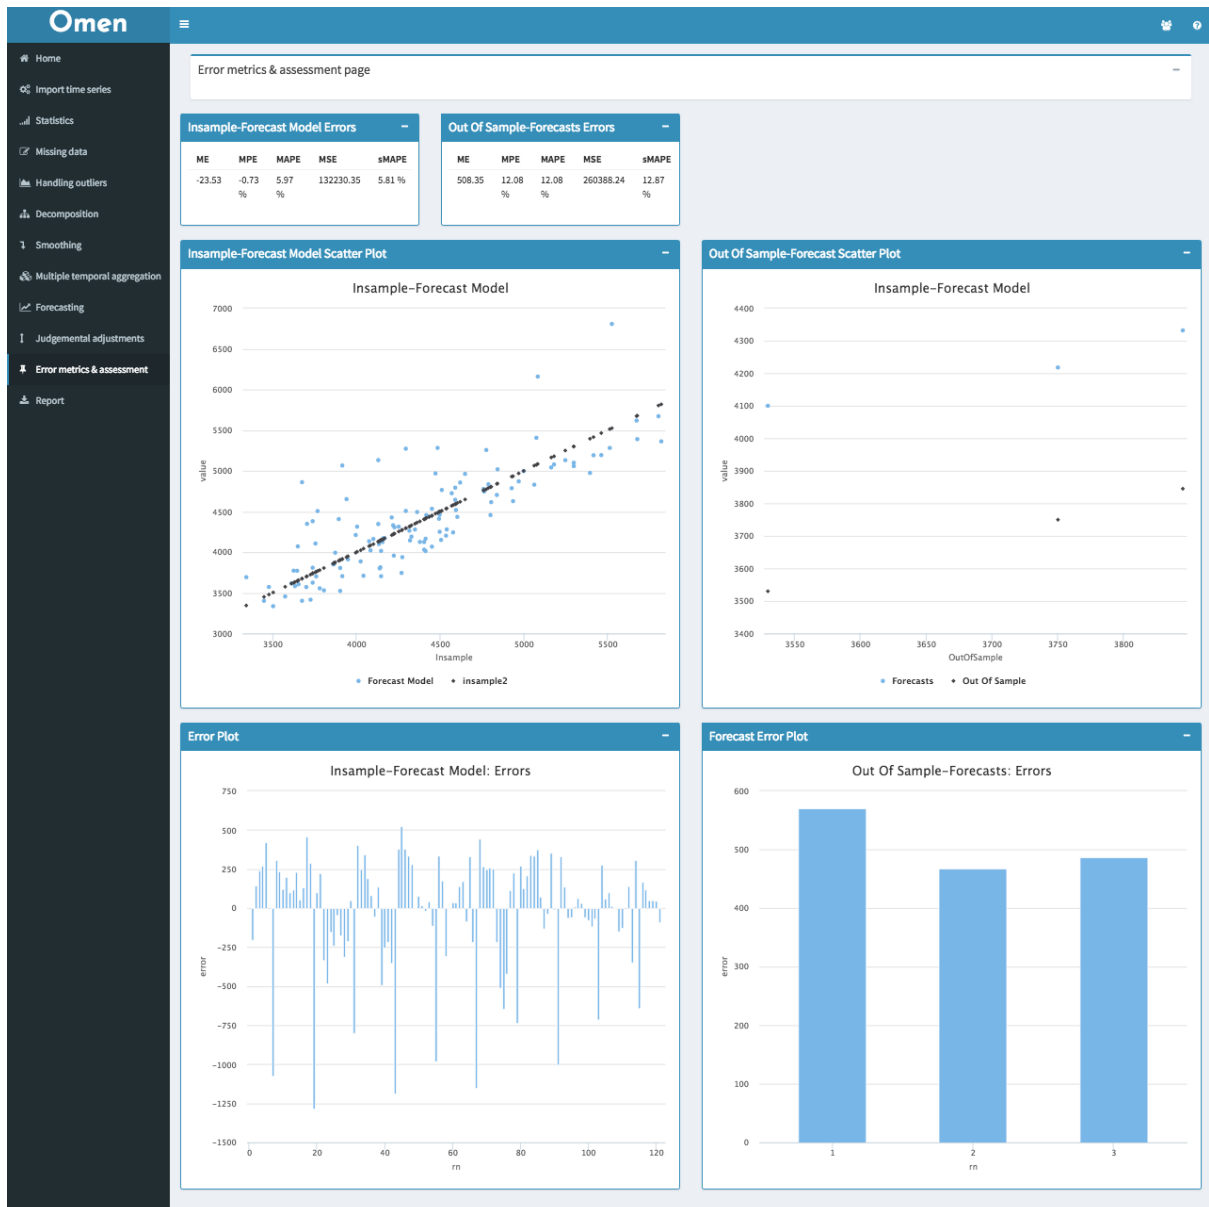 Omen
Home
Import time series
Statistics
Missing data
Handling outliers
Decomposition
Smoothing
Multiple temporal aggregation
Forecasting
Judgemental adjustments
Error metrics & assessment
Report
Error metrics & assessment page
Insample-Forecast Model Errors
ME MPE MAPE MSE sMAPE
-23.53 -0.73 5.97 132230.35 5.81 %
% %
Out Of Sample-Forecasts Errors
ME MPE MAPE MSE sMAPE
508.35 12.08 12.08 260388.24 12.87
% % %
Insample-Forecast Model Scatter Plot
Insample-Forecast Model
7000
6500
6000
5500
5000
4500
4000
3500
3000
value
3500 4000 4500 5000 5500
Insample
Forecast Model insample2
Out Of Sample-Forecast Scatter Plot
Insample-Forecast Model
4400
4300
4200
4100
4000
3900
3800
3700
3600
3500
3400
value
3550 3600 3650 3700 3750 3800
OutOfSample
Forecasts Out Of Sample
Error Plot
Insample-Forecast Model: Errors
750
500
250
0
-250
-500
-750
-1000
-1250
-1500
error
0 20 40 60 80 100 120
rn
Forecast Error Plot
Out Of Sample-Forecasts: Errors
600
500
400
300
200
100
0
error
1 2 3
rn